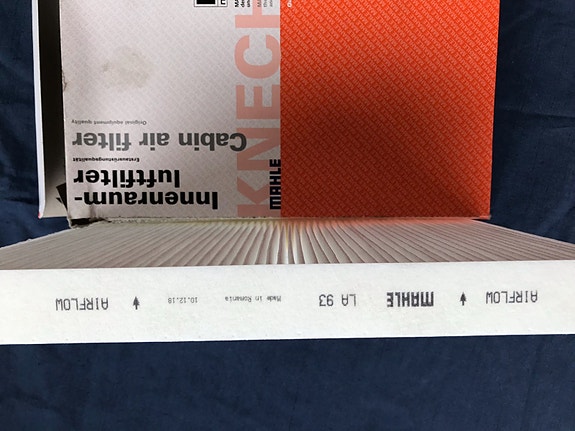 AIRFLOW MAHLE LA 93 Made in Romania 10.12.18 AIRFLOW
Innenraum-
luftfilter
Erstausrüstungsqualität
Cabin air filter
Original equipment quality
MAHLE
KNECH